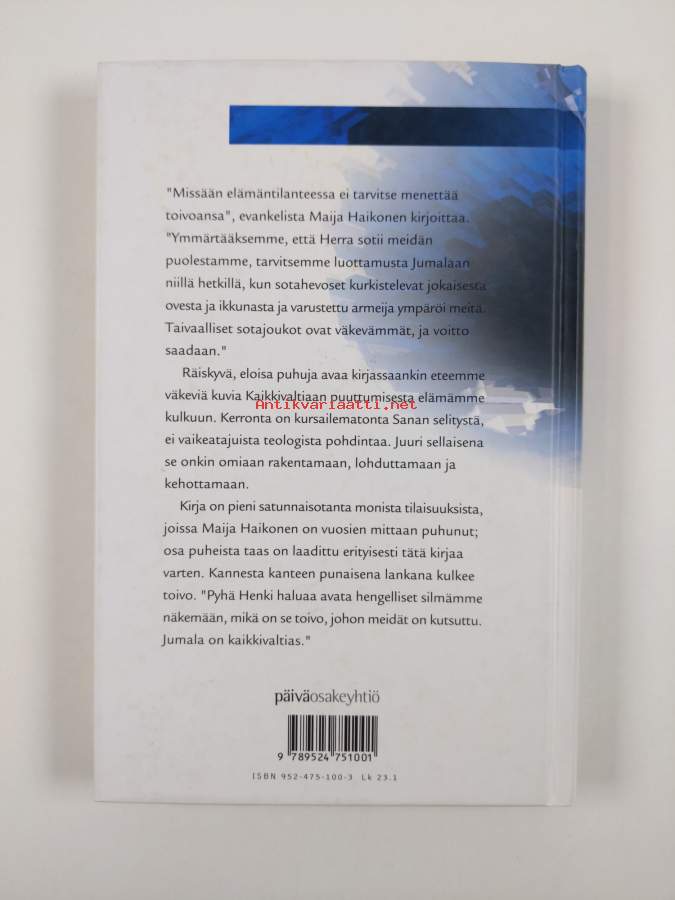 "Missään elämäntilanteessa ei tarvitse menettää
toivoansa", evankelista Maija Haikonen kirjoittaa.
"Ymmärtääksemme, että Herra sotii meidän
puolestamme, tarvitsemme luottamusta Jumalaan
niillä hetkillä, kun sotahevoset kurkistelevat jokaisesta
ovesta ja ikkunasta ja varustettu armeija ympäröi meitä.
Taivaalliset sotajoukot ovat väkevämmät, ja voitto
saadaan."
Räiskyvä, eloisa puhuja avaa kirjassaankin eteemme
väkeviä kuvia Kaikkivaltiaan puuttumisesta elämämme
Antikvariaatti.net
kulkuun. Kerronta on kursailematonta Sanan selitystä,
ei vaikeatajuista teologista pohdintaa. Juuri sellaisena
se onkin omiaan rakentamaan, lohduttamaan ja
kehottamaan.
Kirja on pieni satunnaisotanta monista tilaisuuksista,
joissa Maija Haikonen on vuosien mittaan puhunut;
osa puheista taas on laadittu erityisesti tätä kirjaa
varten. Kannesta kanteen punaisena lankana kulkee
toivo. "Pyhä Henki haluaa avata hengelliset silmämme
näkemään, mikä on se toivo, johon meidät on kutsuttu.
Jumala on kaikkivaltias."
päiväosakeyhtiö
9 789524 751001
ISBN 952-475-100-3 Lk 23.1